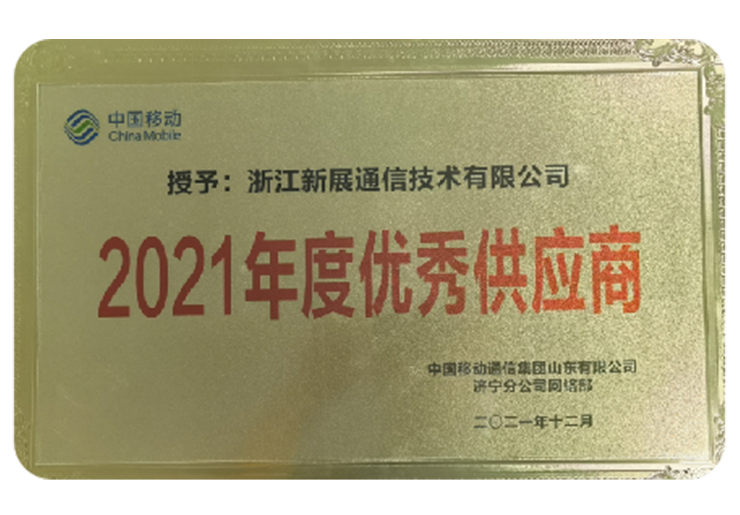 中国移动
China Mobile
授予：浙江新展通信技术有限公司
2021年度优秀供应商
中国移动通信集团山东有限公司
济宁分公司网络部
二〇二一年十二月